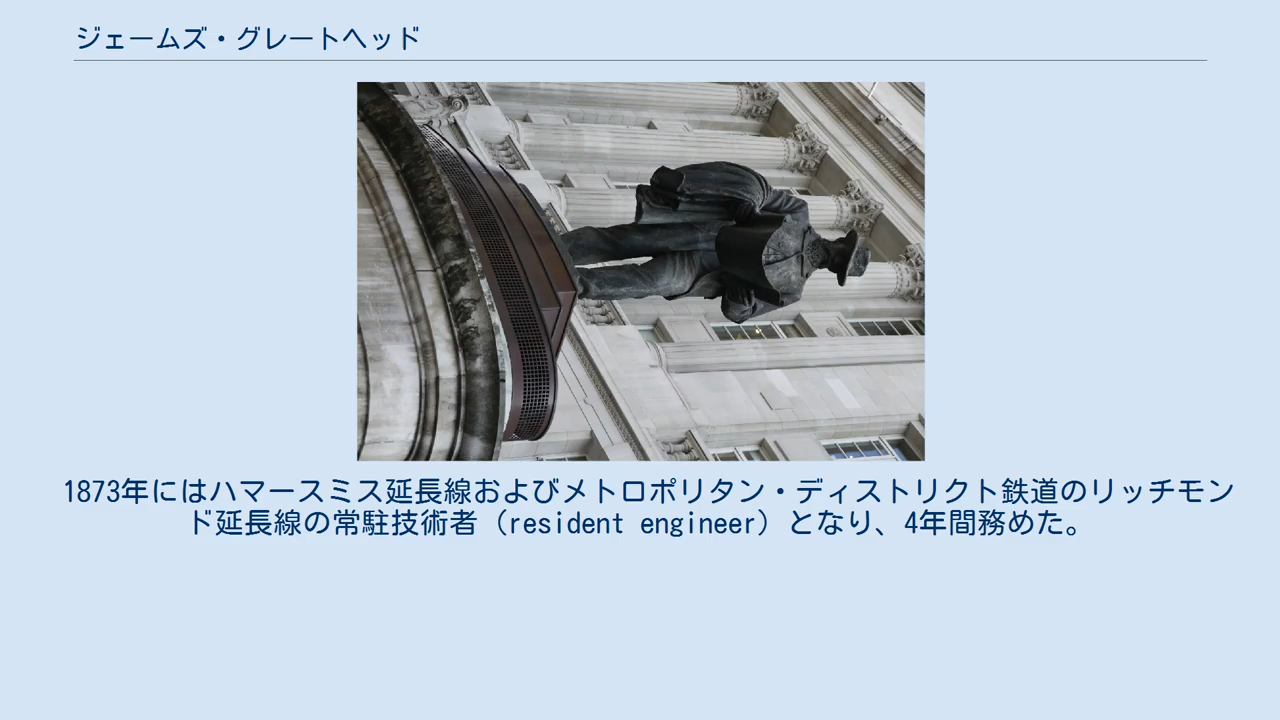 ジェームズ・グレートヘッド
1873年にはハマースミス延長線およびメトロポリタン・ディストリクト鉄道のリッチモン
ド延長線の常駐技術者（resident engineer）となり、4年間務めた。